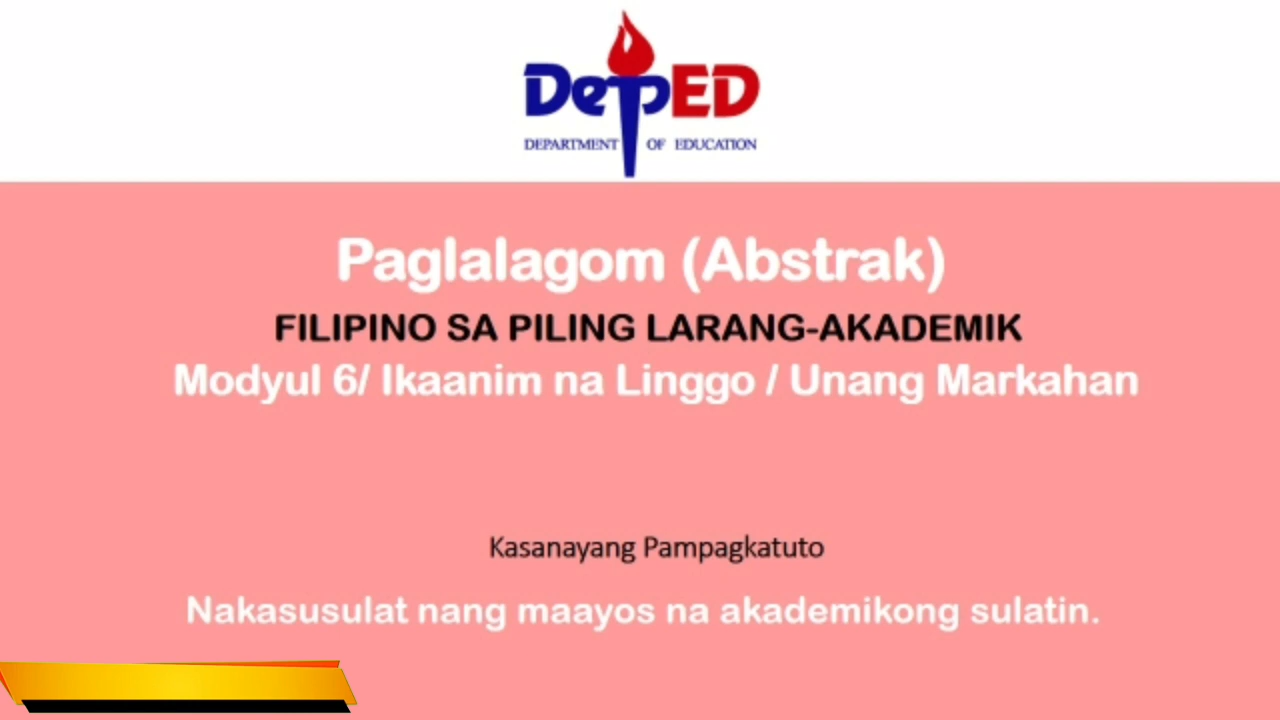 DepED
DEPARTMENT OF EDUCATION
Paglalagom (Abstrak)
FILIPINO SA PILING LARANG-AKADEMIK
Modyul 6/ Ikaanim na Linggo / Unang Markahan
Kasanayang Pampagkatuto
Nakasusulat nang maayos na akademikong sulatin.